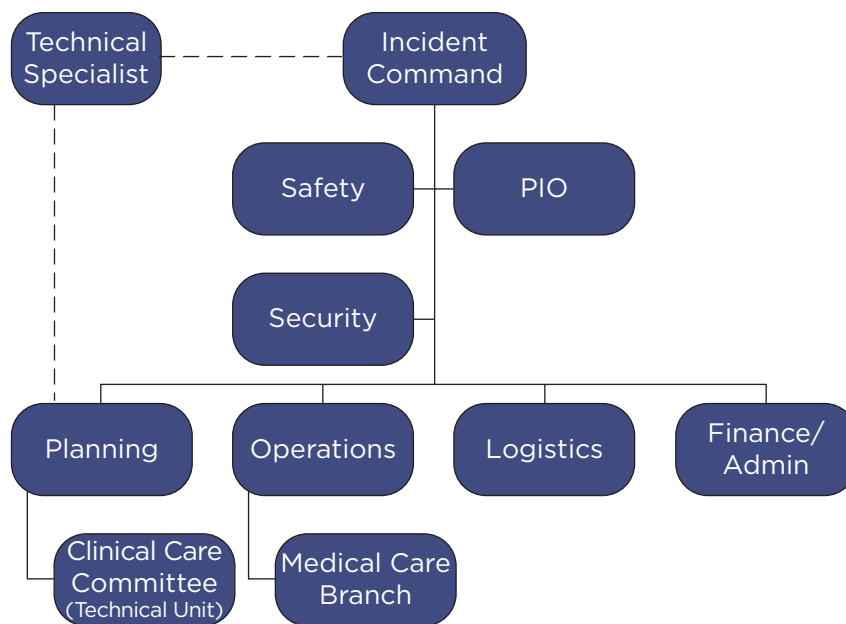 Technical
Specialist
Incident
Command
Safety
PIO
Security
Planning
Operations
Logistics
Finance/
Admin
Clinical Care
Committee
(Technical Unit)
Medical Care
Branch